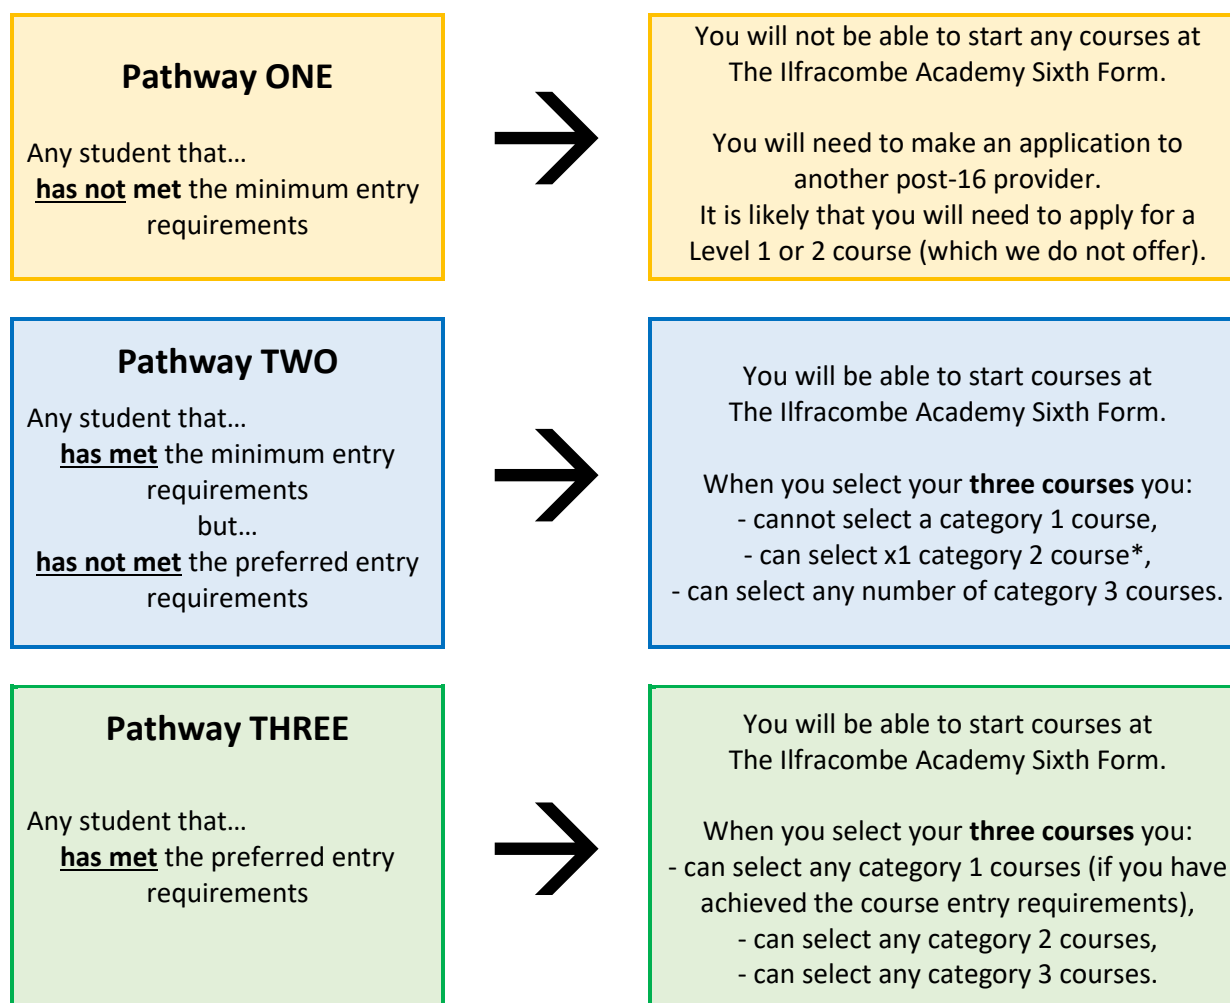 Pathway ONE
Any student that…
has not met the minimum entry
requirements
You will not be able to start any courses at
The Ilfracombe Academy Sixth Form.
You will need to make an application to
another post-16 provider.
It is likely that you will need to apply for a
Level 1 or 2 course (which we do not offer).
Pathway TWO
Any student that…
has met the minimum entry
requirements
but…
has not met the preferred entry
requirements
You will be able to start courses at
The Ilfracombe Academy Sixth Form.
When you select your three courses you:
- cannot select a category 1 course,
- can select x1 category 2 course*,
- can select any number of category 3 courses.
Pathway THREE
Any student that…
has met the preferred entry
requirements
You will be able to start courses at
The Ilfracombe Academy Sixth Form.
When you select your three courses you:
- can select any category 1 courses (if you have
achieved the course entry requirements),
- can select any category 2 courses,
- can select any category 3 courses.